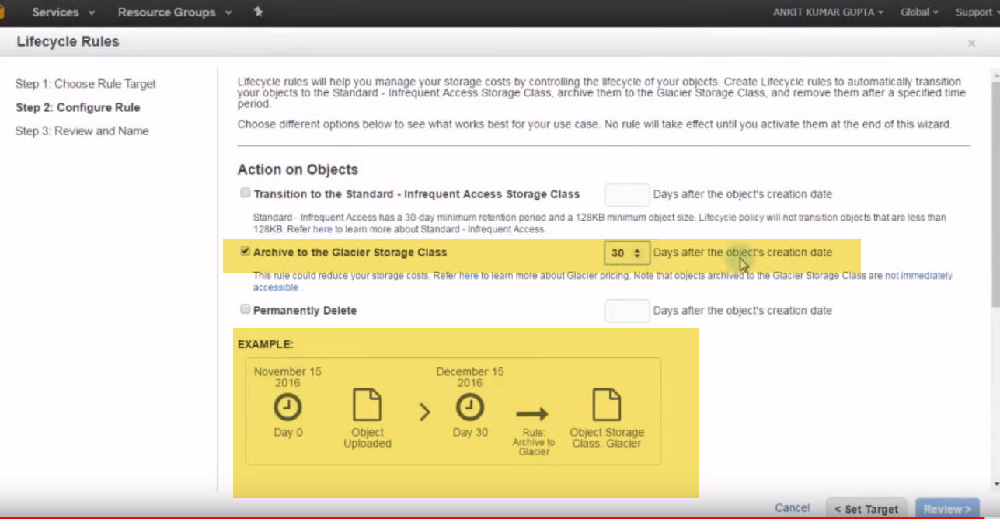 Services Resource Groups ANKIT KUMAR GUPTA Global Support
Lifecycle Rules
Step 1: Choose Rule Target
Step 2: Configure Rule
Step 3: Review and Name
Lifecycle rules will help you manage your storage costs by controlling the lifecycle of your objects. Create Lifecycle rules to automatically transition
your objects to the Standard - Infrequent Access Storage Class, archive them to the Glacier Storage Class, and remove them after a specified time
period.
Choose different options below to see what works best for your use case. No rule will take effect until you activate them at the end of this wizard.
Action on Objects
Transition to the Standard - Infrequent Access Storage Class Days after the object's creation date
Standard - Infrequent Access has a 30-day minimum retention period and a 128KB minimum object size. Lifecycle policy will not transition objects that are less than
128KB. Refer here to learn more about Standard - Infrequent Access.
Archive to the Glacier Storage Class 30 Days after the object's creation date
This rule could reduce your storage costs. Refer here to learn more about Glacier pricing. Note that objects archived to the Glacier Storage Class are not immediately
accessible .
Permanently Delete Days after the object's creation date
EXAMPLE:
November 15
2016
Day 0
Object
Uploaded
>
December 15
2016
Day 30
Rule:
Archive to
Glacier
Object Storage
Class: Glacier
Cancel < Set Target Review >